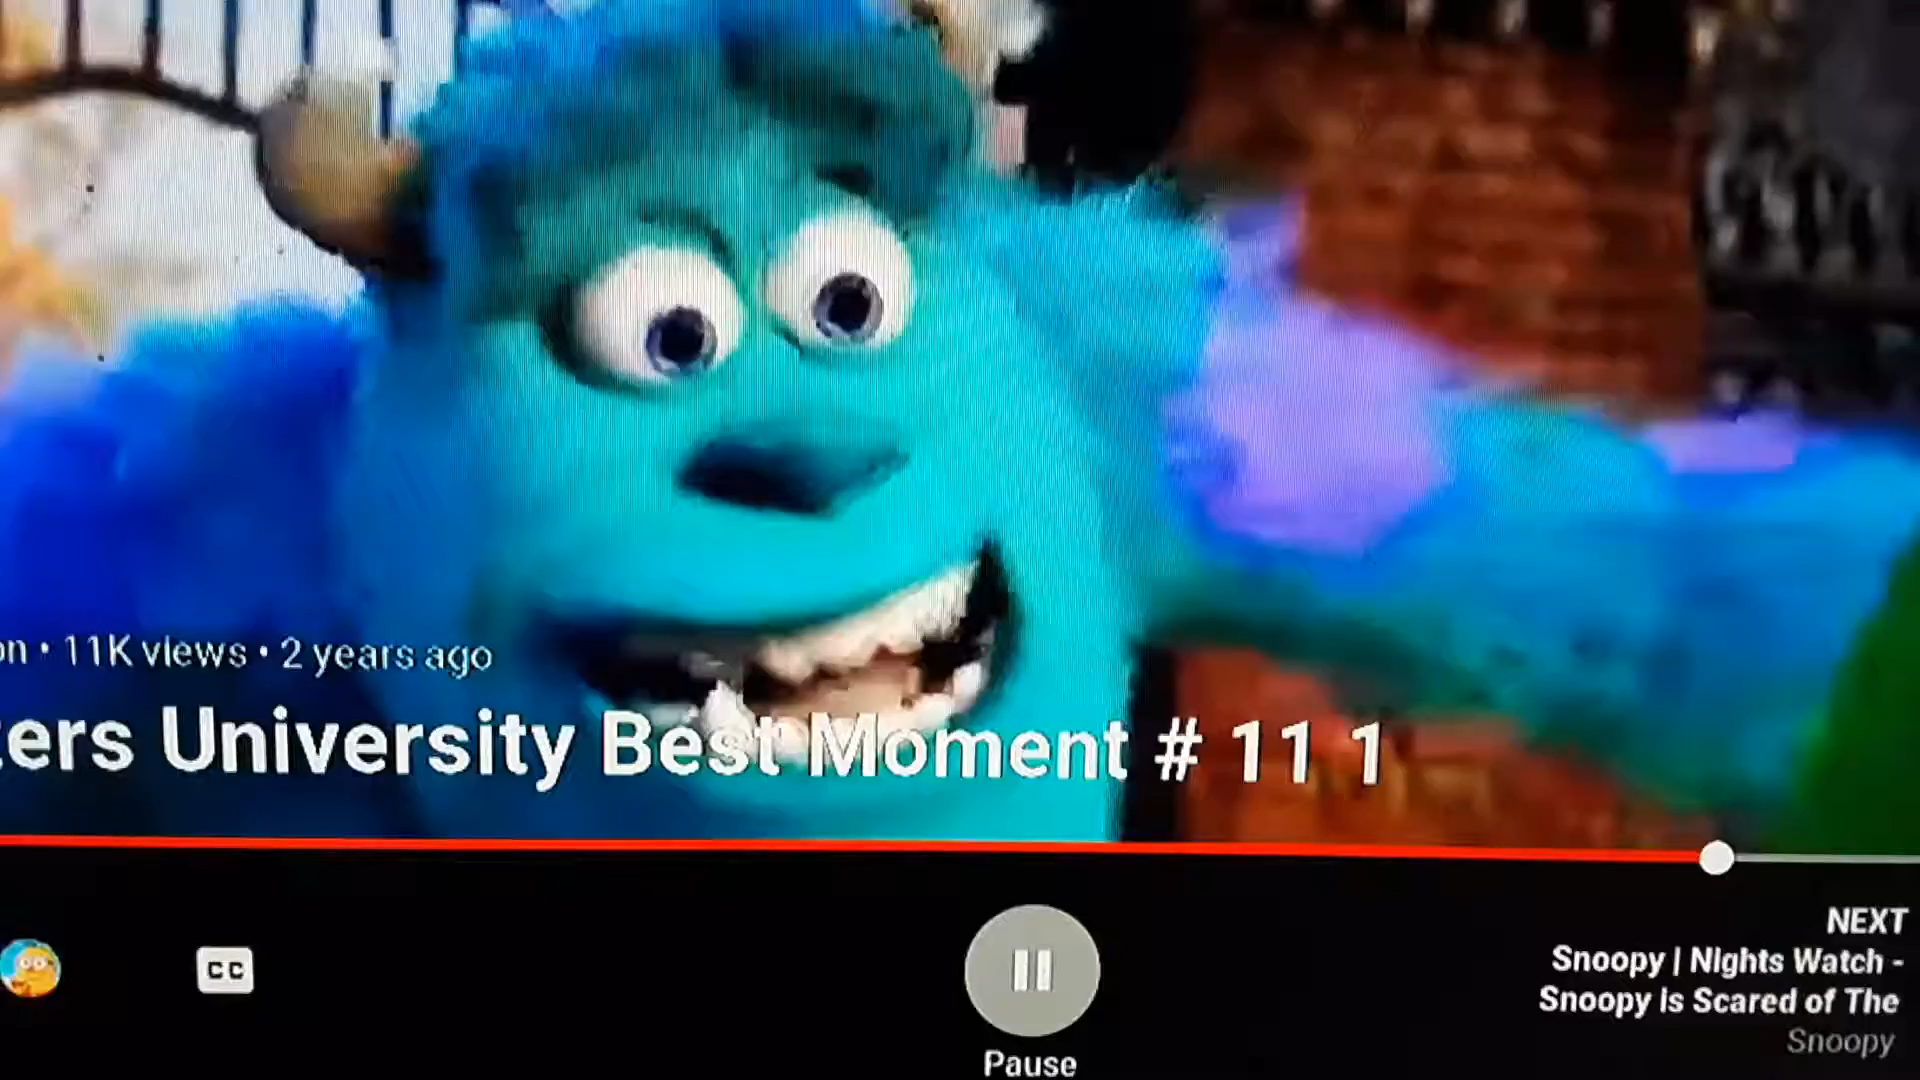 on • 11K views • 2 years ago
ters University Best Moment # 11 1
CC
NEXT
Snoopy | Nights Watch -
Snoopy Is Scared of The
Snoopy
Pause